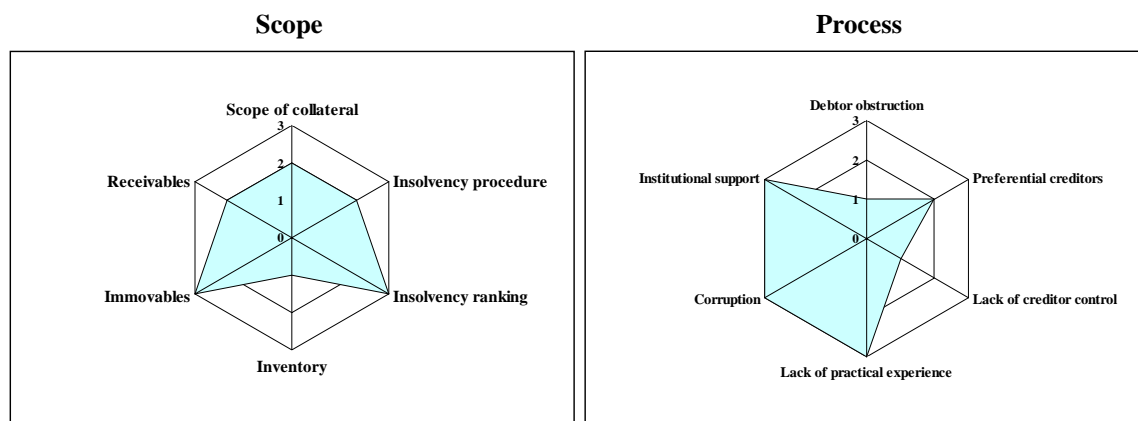 Scope
Scope of collateral
3
2
1
0
Receivables
Insolvency procedure
Immovables
Insolvency ranking
Inventory
Process
Debtor obstruction
3
2
1
0
Institutional support
Preferential creditors
Corruption
Lack of creditor control
Lack of practical experience